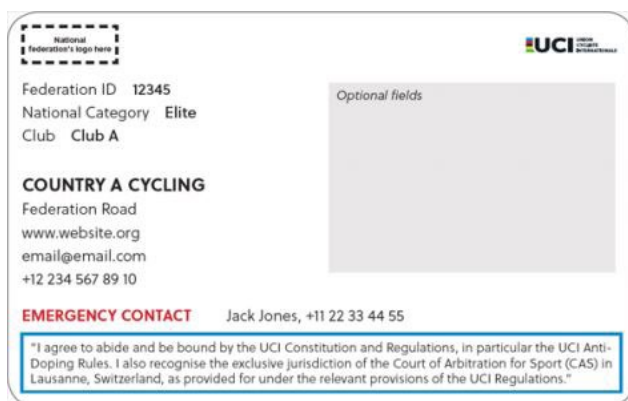 National
federation's logo here
UCI UNION
CYCLISTE
INTERNATIONALE
Federation ID 12345
National Category Elite
Club Club A
Optional fields
COUNTRY A CYCLING
Federation Road
www.website.org
email@email.com
+12 234 567 89 10
EMERGENCY CONTACT Jack Jones, +11 22 33 44 55
"I agree to abide and be bound by the UCI Constitution and Regulations, in particular the UCI Anti-
Doping Rules. I also recognise the exclusive jurisdiction of the Court of Arbitration for Sport (CAS) in
Lausanne, Switzerland, as provided for under the relevant provisions of the UCI Regulations."